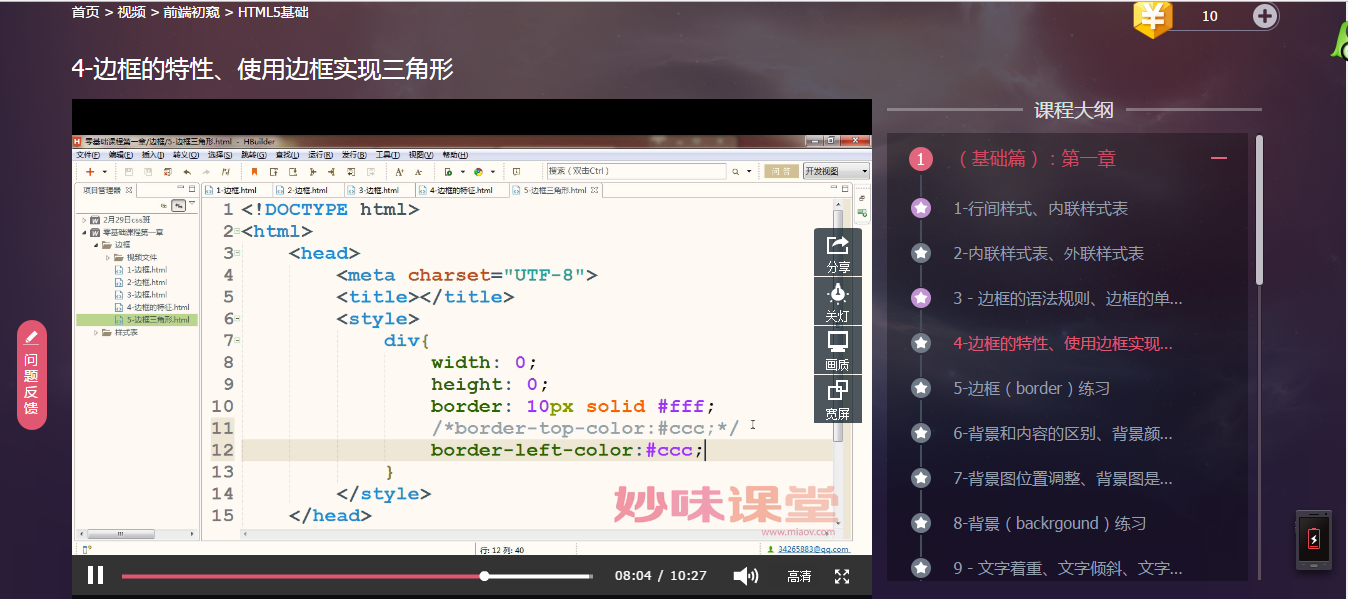 首页 > 视频 > 前端初窥 > HTML5基础
10
4-边框的特性、使用边框实现三角形
零基础课程第一章/边框/5-边框三角形.html - HBuilder
文件(F) 编辑(E) 插入(I) 转义(O) 选择(S) 跳转(G) 查找(L) 运行(R) 发行(B) 工具(T) 视图(V) 帮助(H)
搜索（双击Ctrl） 问答 开发视图
项目管理器 1-边框.html 2-边框.html 3-边框.html 4-边框的特征.html 5-边框三角形.html
2月29日css班
零基础课程第一章
边框
视频文件
1-边框.html
2-边框.html
3-边框.html
4-边框的特征.html
5-边框三角形.html
样式表
1 <!DOCTYPE html>
2 <html>
3 <head>
4 <meta charset="UTF-8">
5 <title></title>
6 <style>
7 div{
8 width: 0;
9 height: 0;
10 border: 10px solid #fff;
11 /*border-top-color:#ccc;*/
12 border-left-color:#ccc;
13 }
14 </style>
15 </head>
妙味课堂
www.miaov.com
行: 12 列: 40
34265883@qq.com
分享
关灯
画质
宽屏
08:04 / 10:27 高清
问题反馈
课程大纲
1 （基础篇）：第一章
1-行间样式、内联样式表
2-内联样式表、外联样式表
3 - 边框的语法规则、边框的单...
4-边框的特性、使用边框实现...
5-边框（border）练习
6-背景和内容的区别、背景颜...
7-背景图位置调整、背景图是...
8-背景（backrground）练习
9 - 文字着重、文字倾斜、文字...